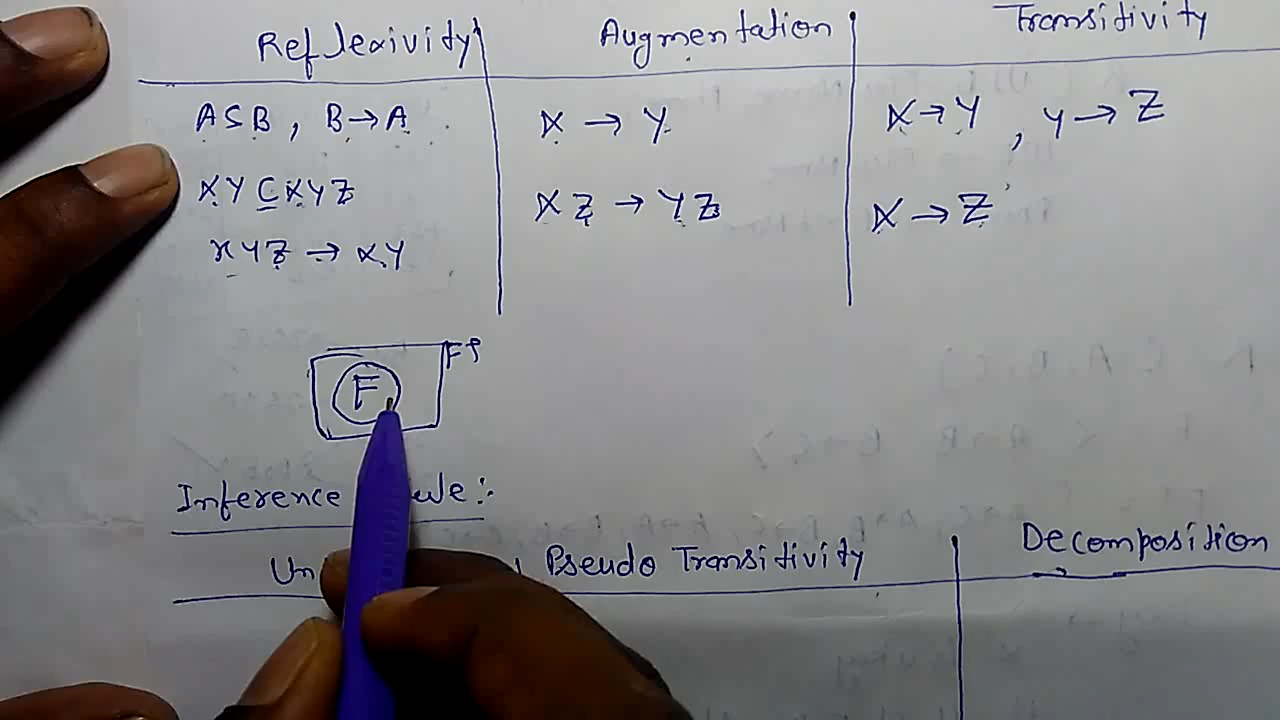 Reflexivity Augmentation Transitivity
A ⊆ B, B → A X → Y X → Y, Y → Z
XY ⊆ XYZ XZ → YZ X → Z
XYZ → XY
F
Inference
Pseudo Transitivity Decomposition